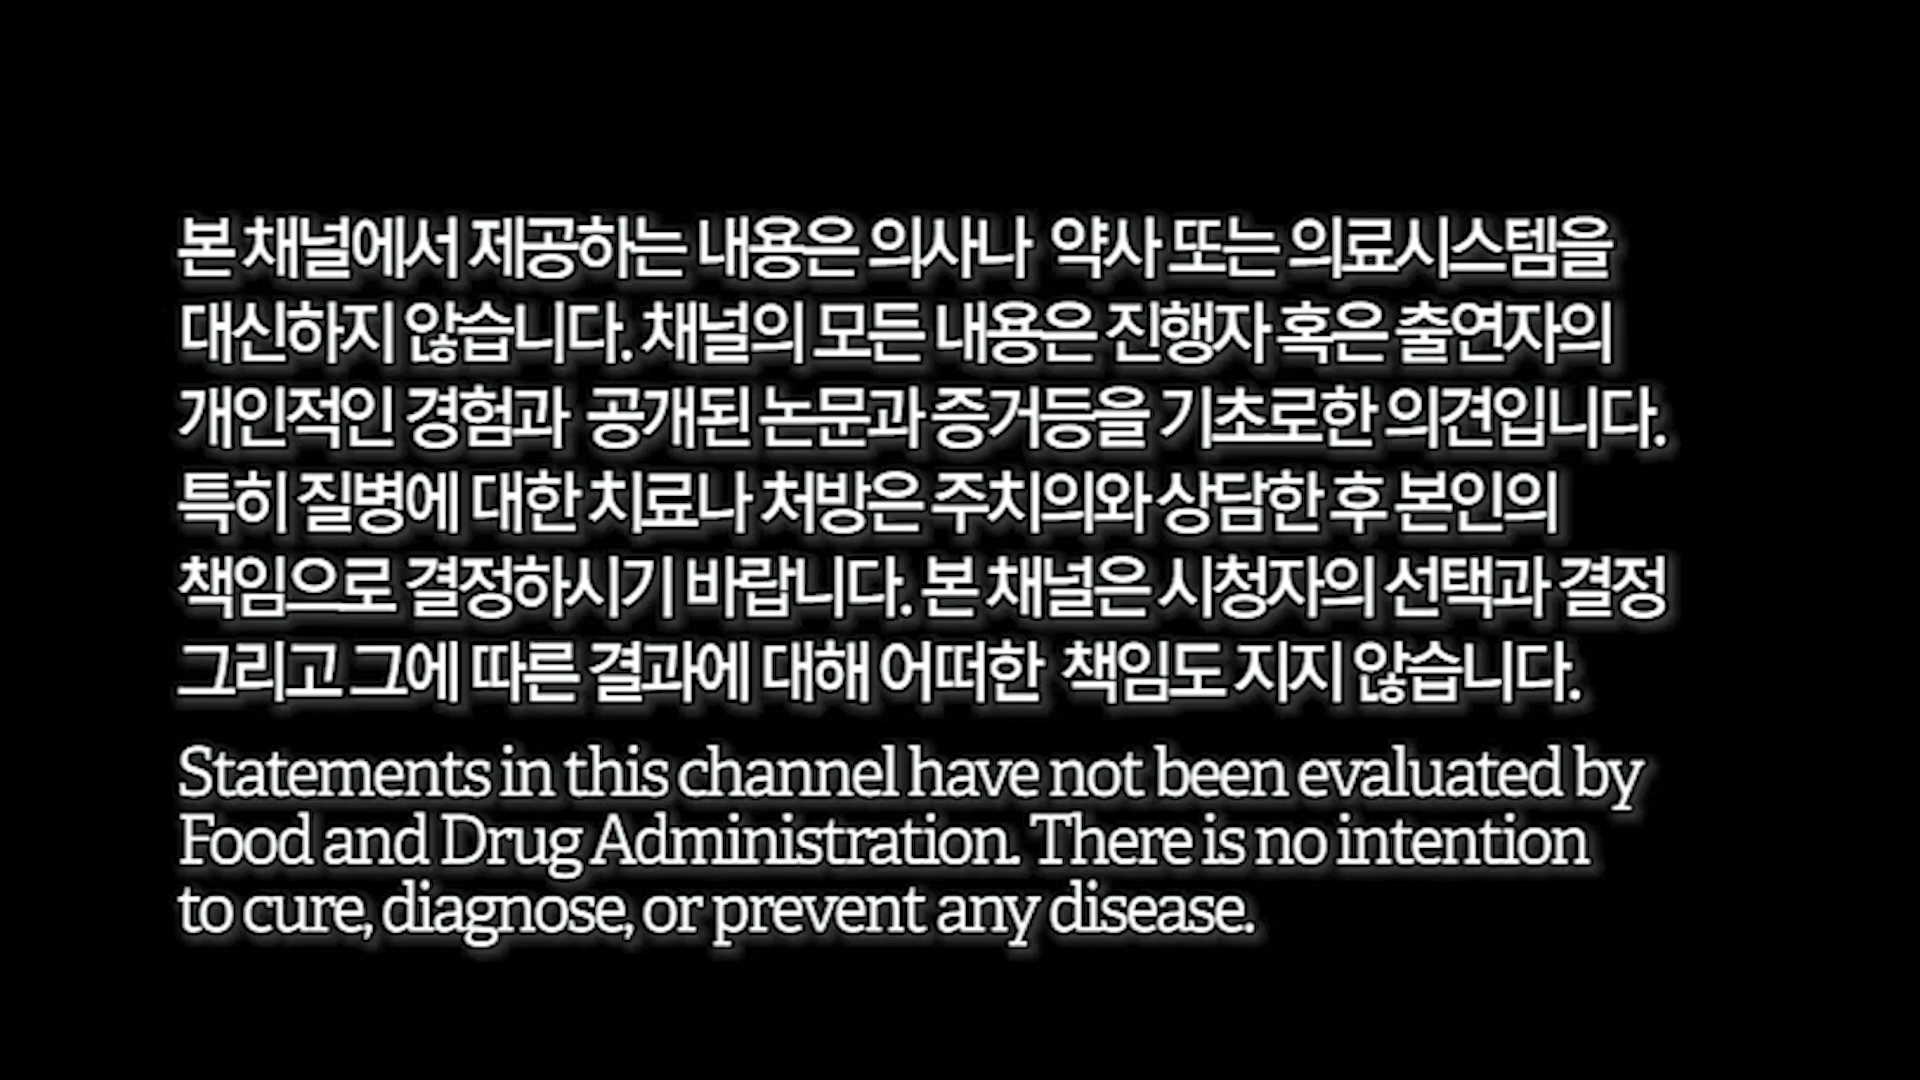 본 채널에서 제공하는 내용은 의사나 약사 또는 의료시스템을
대신하지 않습니다. 채널의 모든 내용은 진행자 혹은 출연자의
개인적인 경험과 공개된 논문과 증거등을 기초로한 의견입니다.
특히 질병에 대한 치료나 처방은 주치의와 상담한 후 본인의
책임으로 결정하시기 바랍니다. 본 채널은 시청자의 선택과 결정
그리고 그에 따른 결과에 대해 어떠한 책임도 지지 않습니다.
Statements in this channel have not been evaluated by
Food and Drug Administration. There is no intention
to cure, diagnose, or prevent any disease.